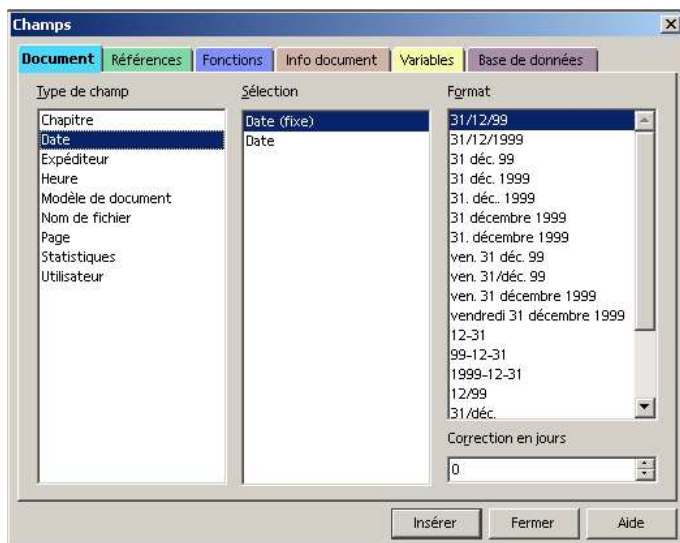 Champs
Document Références Fonctions Info document Variables Base de données
Type de champ
Chapitre
Date
Expéditeur
Heure
Modèle de document
Nom de fichier
Page
Statistiques
Utilisateur
Sélection
Date (fixe)
Date
Format
31/12/99
31/12/1999
31 déc. 99
31 déc. 1999
31. déc.. 1999
31 décembre 1999
31. décembre 1999
ven. 31 déc. 99
ven. 31/déc. 99
ven. 31 décembre 1999
vendredi 31 décembre 1999
12-31
99-12-31
1999-12-31
12/99
31/déc.
Correction en jours
0
Insérer Fermer Aide